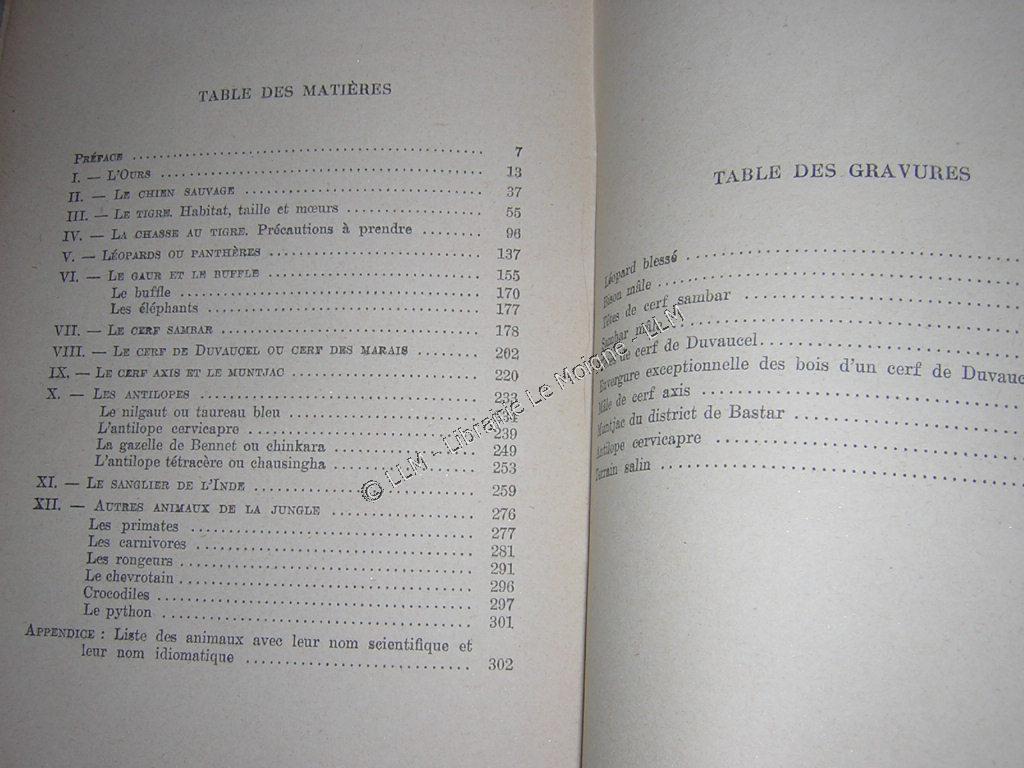 TABLE DES MATIÈRES
PRÉFACE 7
I. — L'OURS 13
II. — LE CHIEN SAUVAGE 37
III. — LE TIGRE. Habitat, taille et mœurs 55
IV. — LA CHASSE AU TIGRE. Précautions à prendre 96
V. — LÉOPARDS OU PANTHÈRES 137
VI. — LE GAUR ET LE BUFFLE 155
Le buffle 170
Les éléphants 177
VII. — LE CERF SAMBAR 178
VIII. — LE CERF DE DUVAUCEL OU CERF DES MARAIS 202
IX. — LE CERF AXIS ET LE MUNTJAC 220
X. — LES ANTILOPES 233
Le nilgaut ou taureau bleu
L'antilope cervicapre 239
La gazelle de Bennet ou chinkara 249
L'antilope tétracère ou chausingha 253
XI. — LE SANGLIER DE L'INDE 259
XII. — AUTRES ANIMAUX DE LA JUNGLE 276
Les primates 277
Les carnivores 281
Les rongeurs 291
Le chevrotain 296
Crocodiles 297
Le python 301
APPENDICE : Liste des animaux avec leur nom scientifique et
leur nom idiomatique 302
TABLE DES GRAVURES
Léopard blessé
Bison mâle
Têtes de cerf sambar
Sambar mâle
de cerf de Duvaucel
Envergure exceptionnelle des bois d'un cerf de Duvauc
Mâle de cerf axis
Muntjac du district de Bastar
Antilope cervicapre
Terrain salin
© LLM - Librairie Le Moigne - LLM